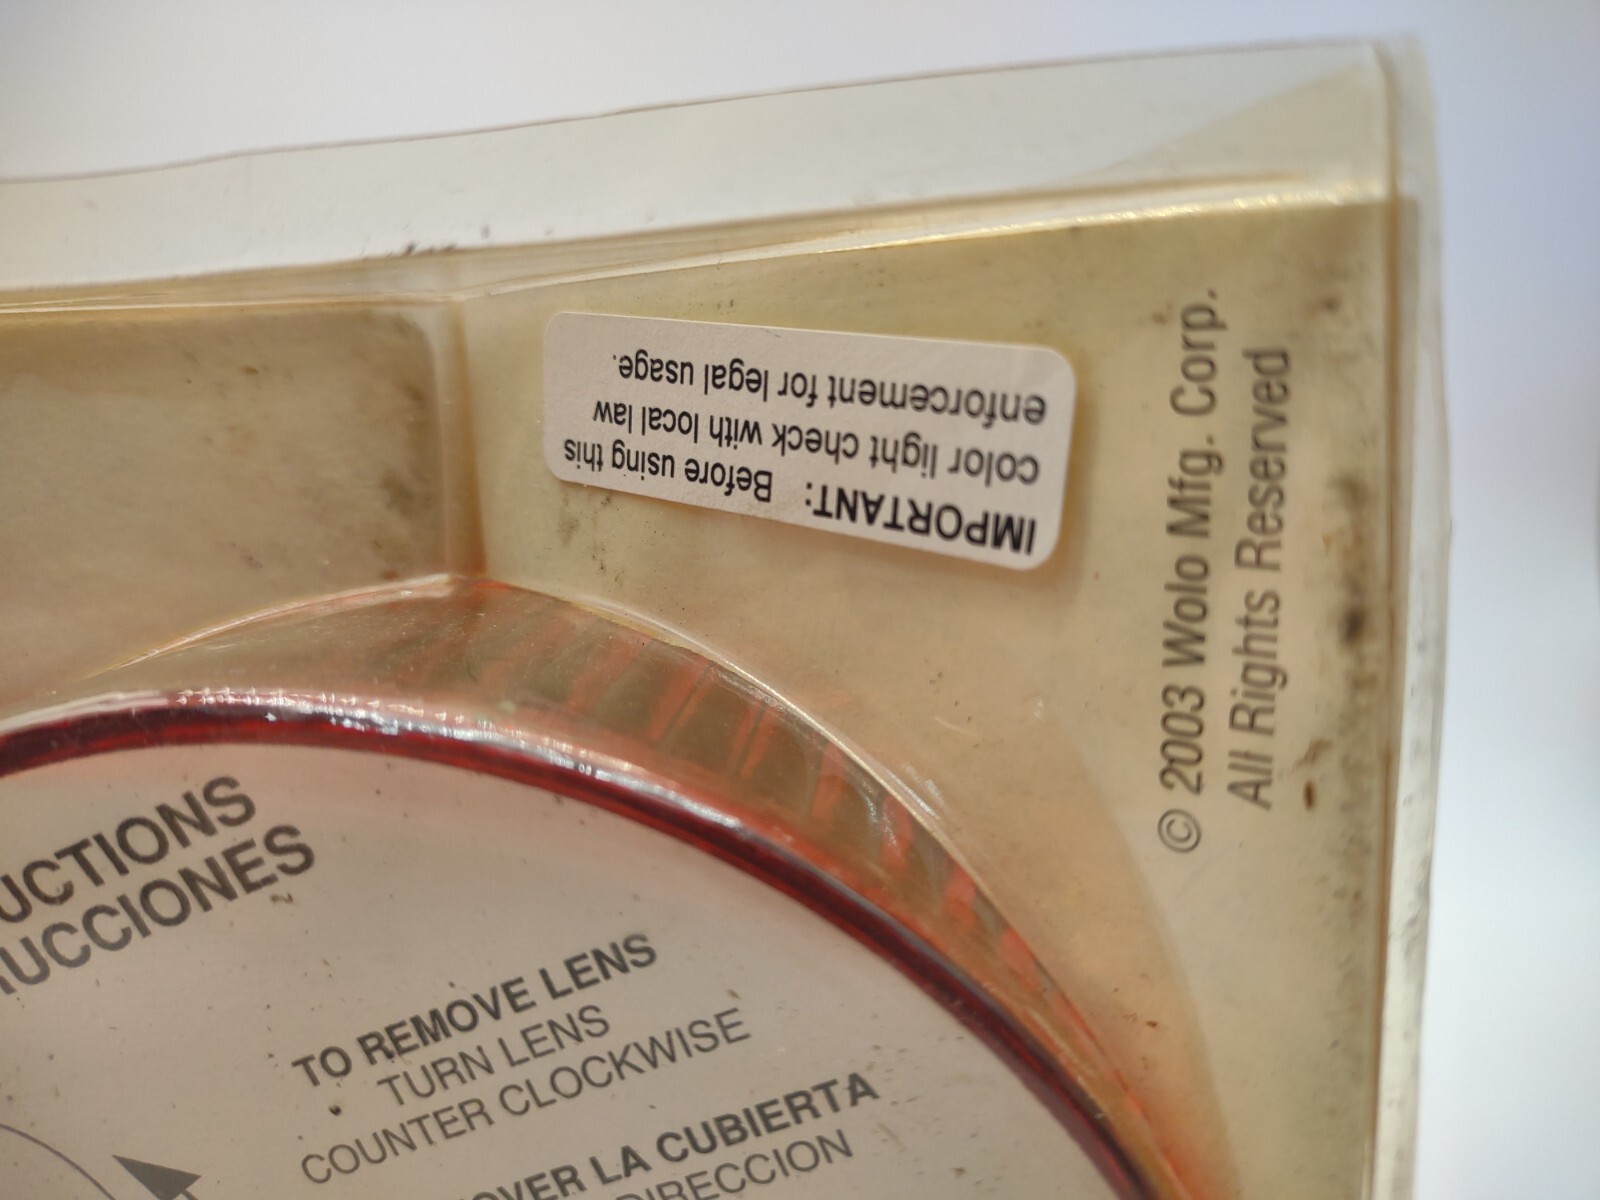 IMPORTANT: Before using this
color light check with local law
enforcement for legal usage.
© 2003 Wolo Mfg. Corp.
All Rights Reserved
UCTIONS
RUCCIONES
TO REMOVE LENS
TURN LENS
COUNTER CLOCKWISE
OVER LA CUBIERTA
DIRECCION